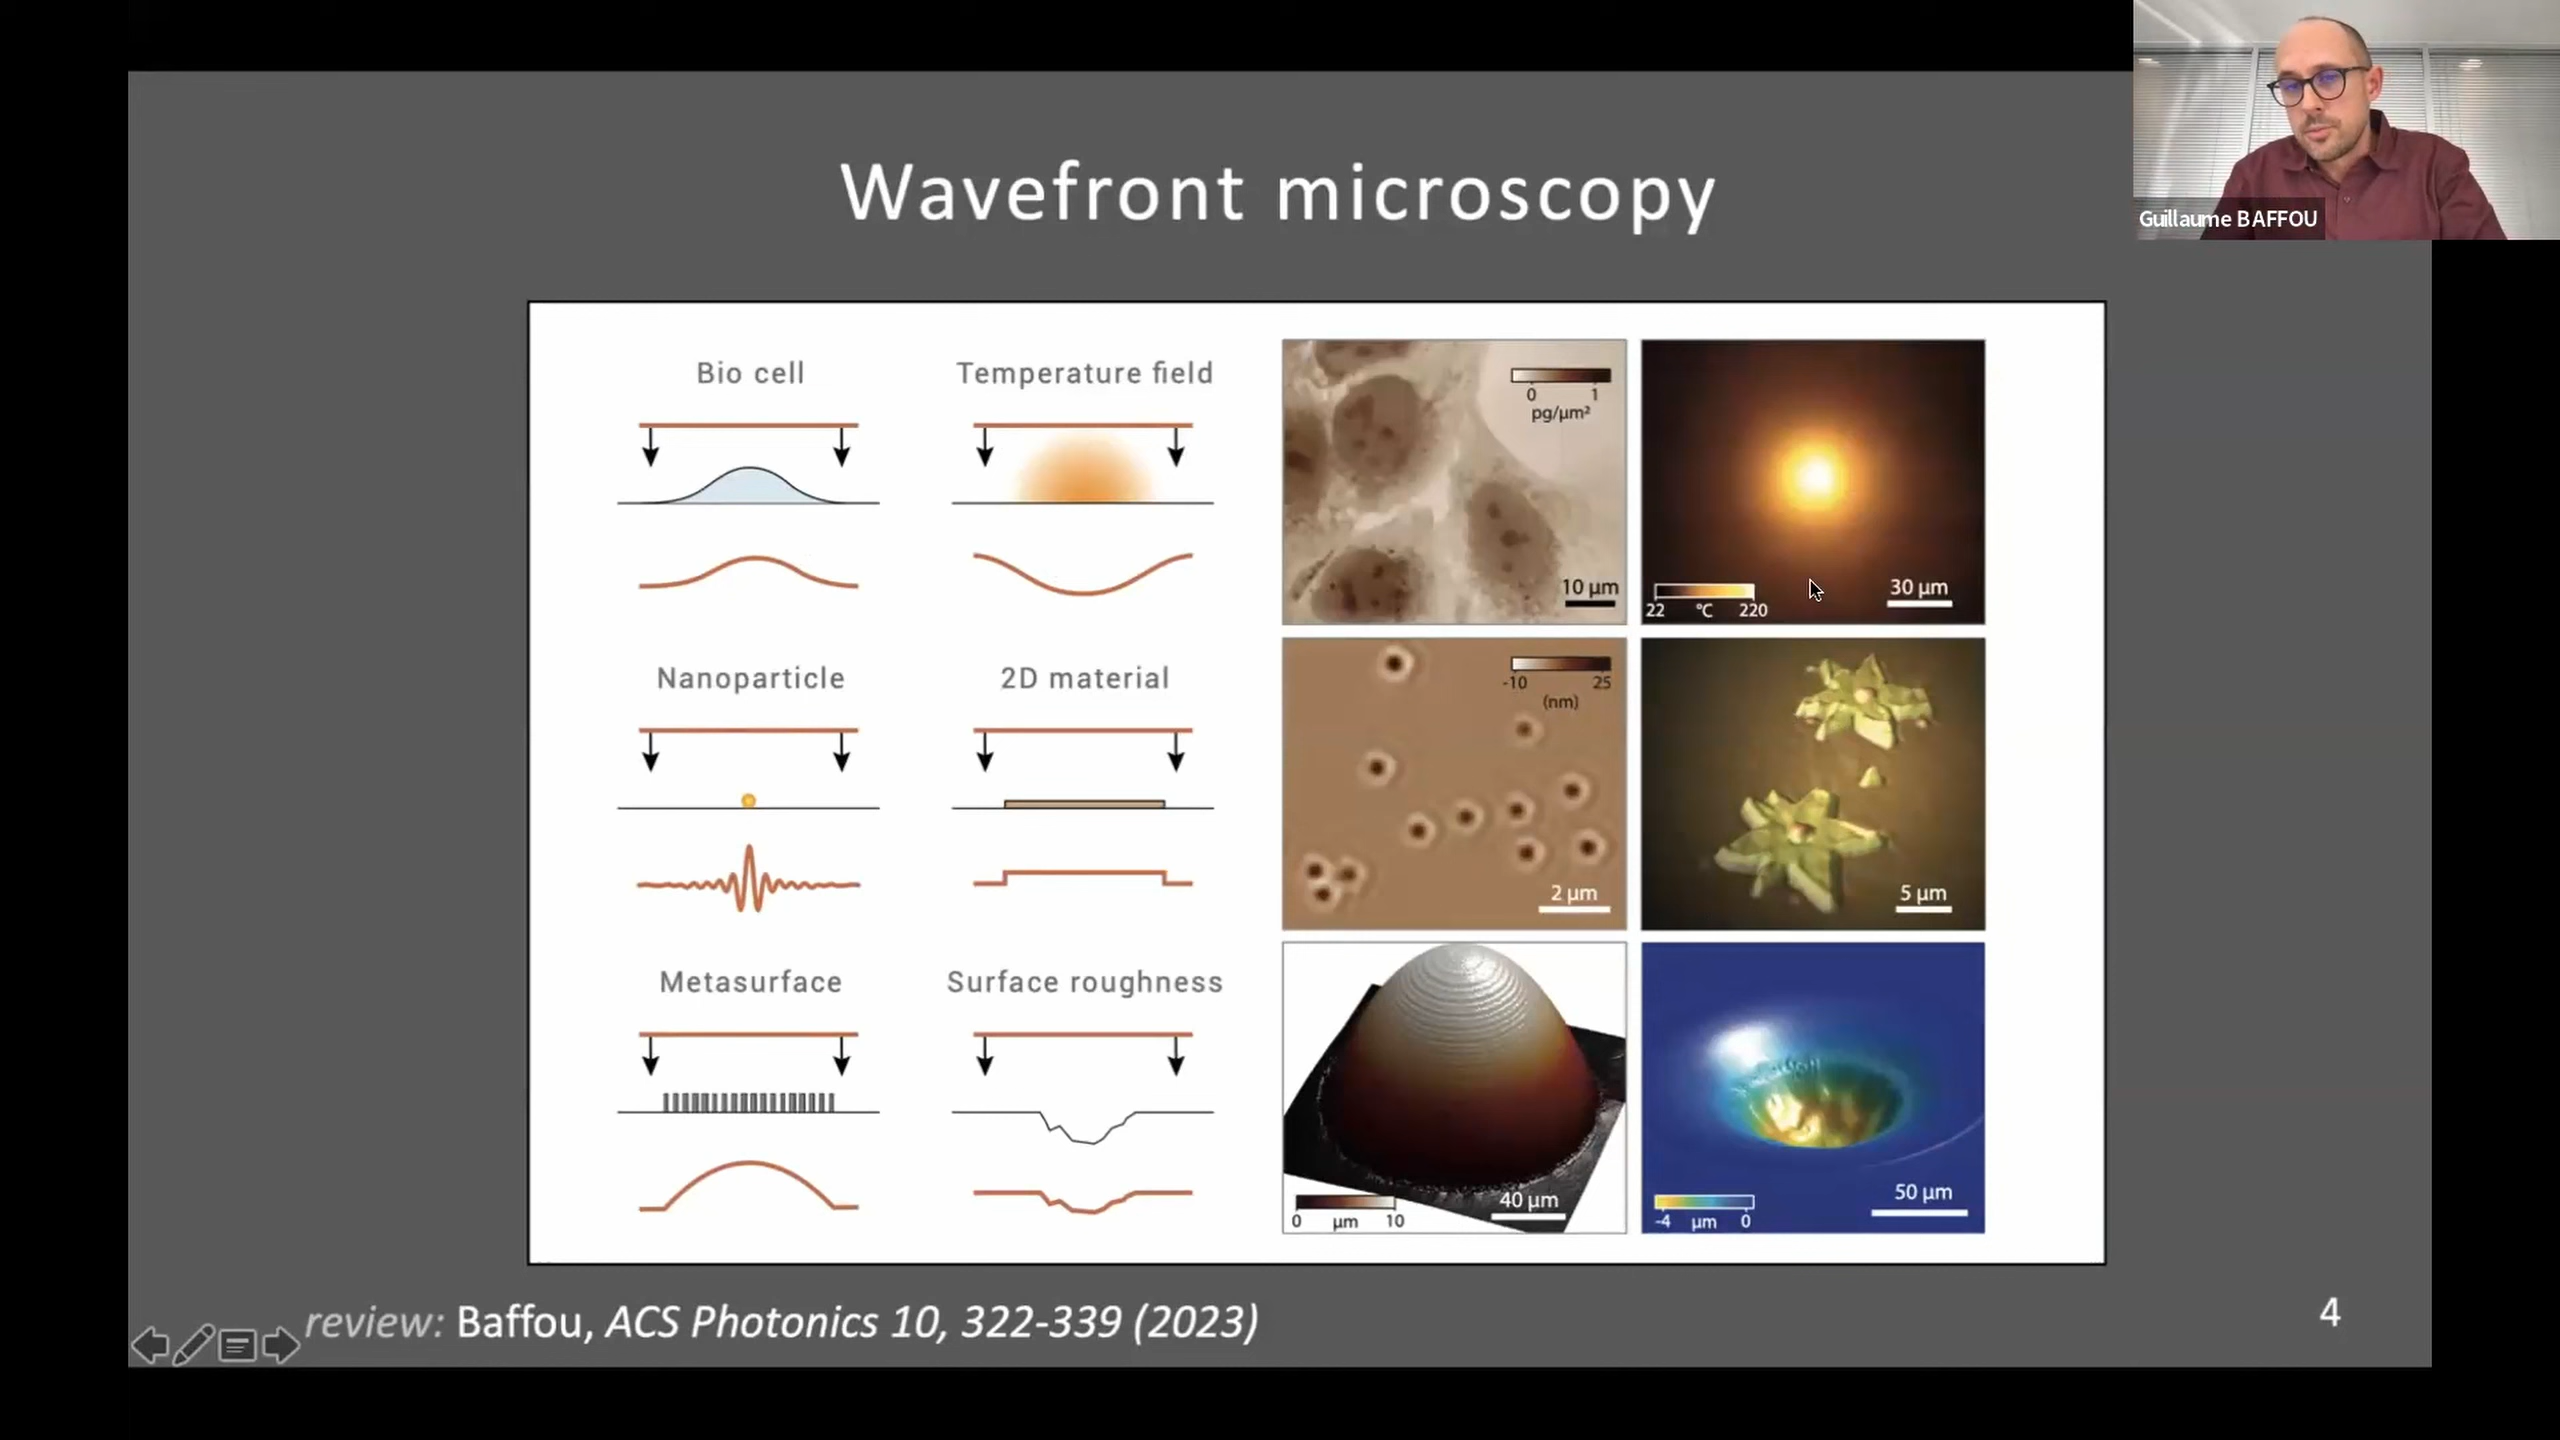 Wavefront microscopy
Guillaume BAFFOU
Bio cell
Temperature field
Nanoparticle
2D material
Metasurface
Surface roughness
0 1
pg/µm²
10 µm
22 °C 220
30 µm
-10 25
(nm)
2 µm
5 µm
0 µm 10
40 µm
-4 µm 0
50 µm
review: Baffou, ACS Photonics 10, 322-339 (2023)
4